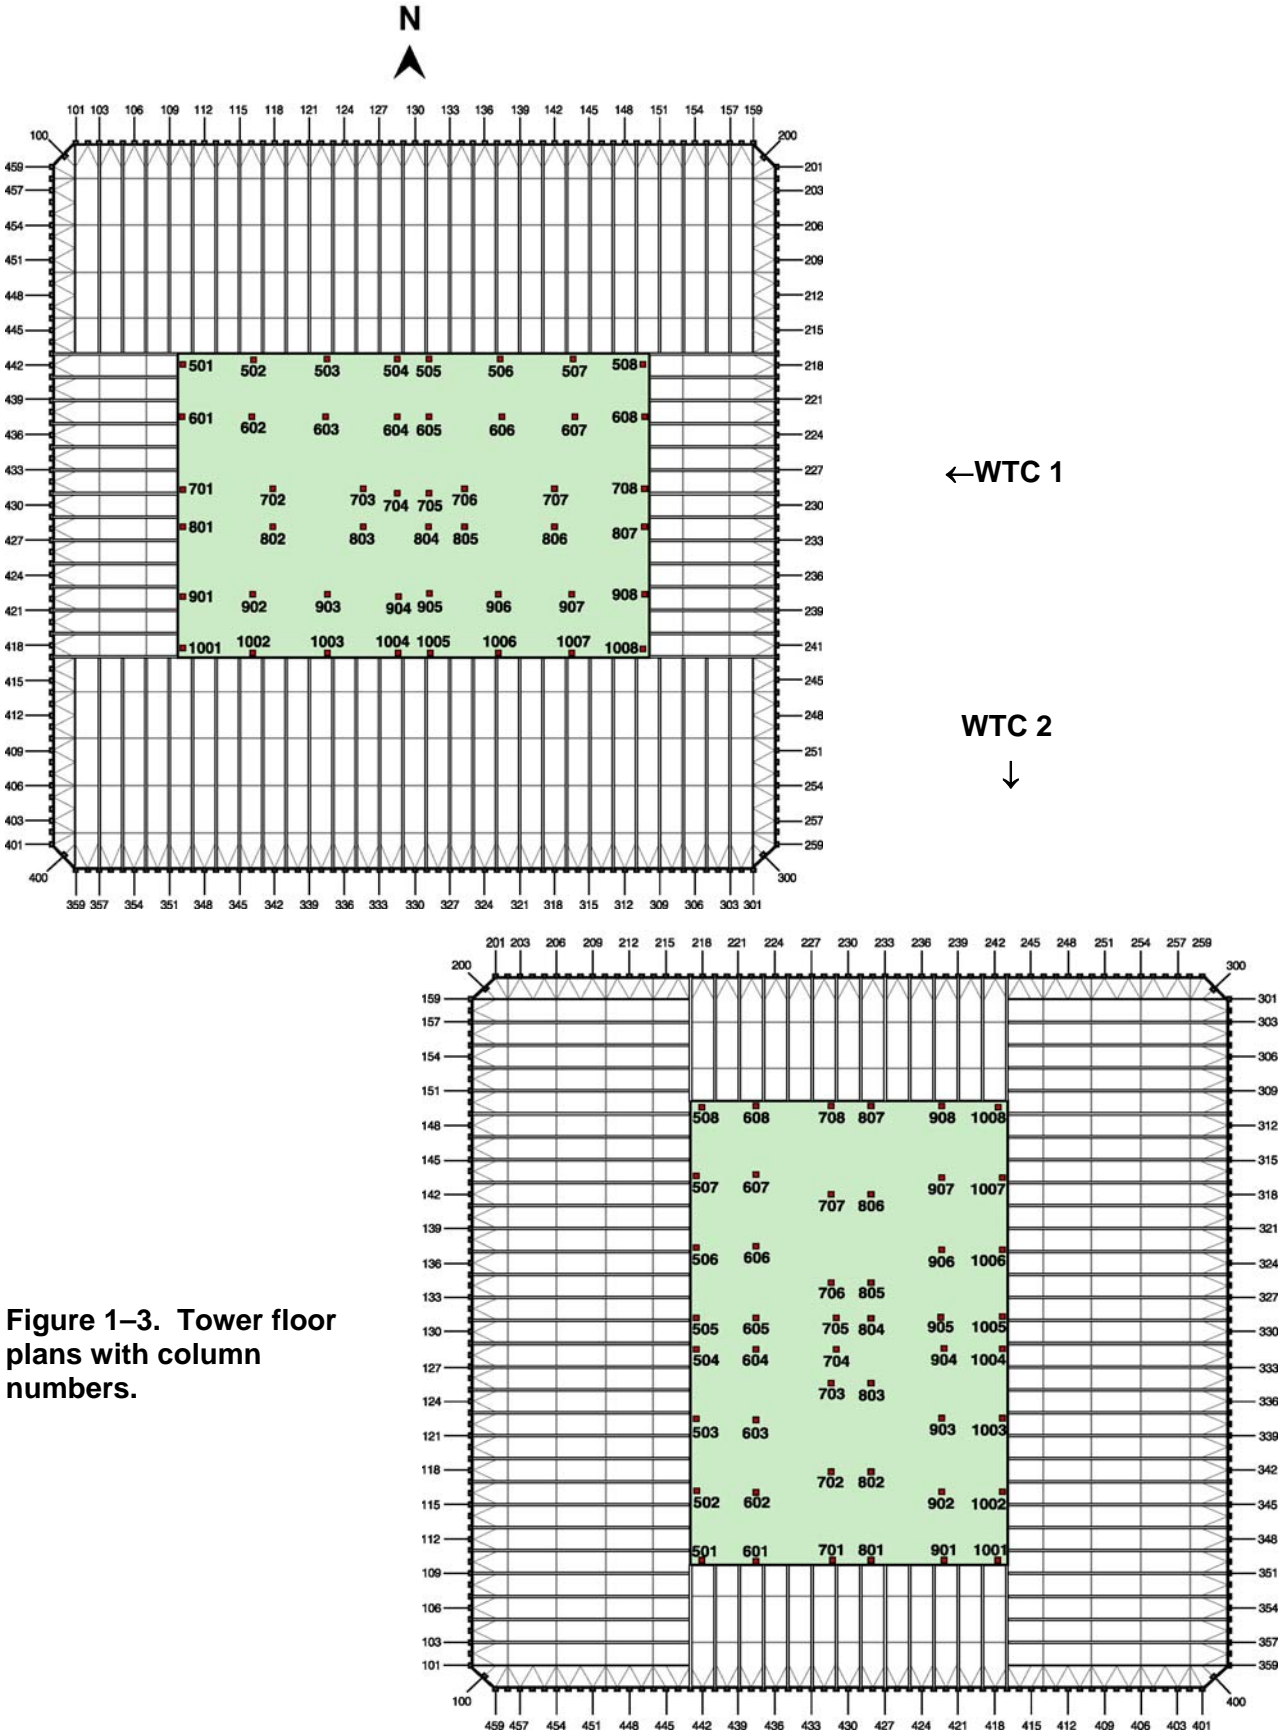 N
101 103 106 109 112 115 118 121 124 127 130 133 136 139 142 145 148 151 154 157 159
100 200
459 201
457 203
454 206
451 209
448 212
445 215
442 501 502 503 504 505 506 507 508 218
439 221
601 602 603 604 605 606 607 608
436 224
433 227
←WTC 1
701 702 703 704 705 706 707 708
430 230
801 802 803 804 805 806 807
427 233
424 236
901 902 903 904 905 906 907 908
421 239
418 1001 1002 1003 1004 1005 1006 1007 1008 241
415 245
412 248
WTC 2
↓
409 251
406 254
403 257
401 259
400 300
359 357 354 351 348 345 342 339 336 333 330 327 324 321 318 315 312 309 306 303 301
201 203 206 209 212 215 218 221 224 227 230 233 236 239 242 245 248 251 254 257 259
200 300
159 301
157 303
154 306
151 309
508 608 708 807 908 1008
148 312
145 315
507 607 707 806 907 1007
142 318
139 321
506 606 906 1006
136 324
706 805
133 327
505 605 705 804 905 1005
130 330
504 604 704 904 1004
127 333
703 803
124 336
503 603 903 1003
121 339
118 342
702 802
502 602 902 1002
115 345
112 348
501 601 701 801 901 1001
109 351
106 354
103 357
101 359
100 400
459 457 454 451 448 445 442 439 436 433 430 427 424 421 418 415 412 409 406 403 401
Figure 1–3. Tower floor
plans with column
numbers.